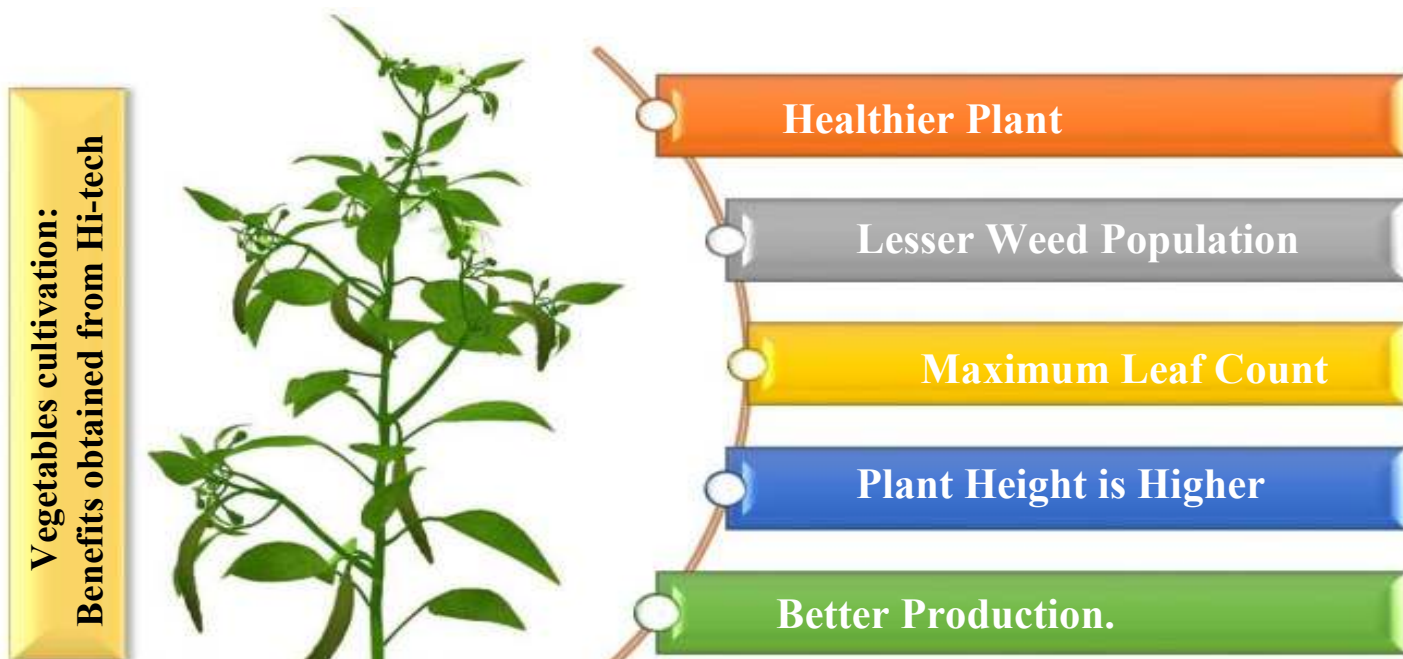 Vegetables cultivation:
Benefits obtained from Hi-tech
Healthier Plant
Lesser Weed Population
Maximum Leaf Count
Plant Height is Higher
Better Production.